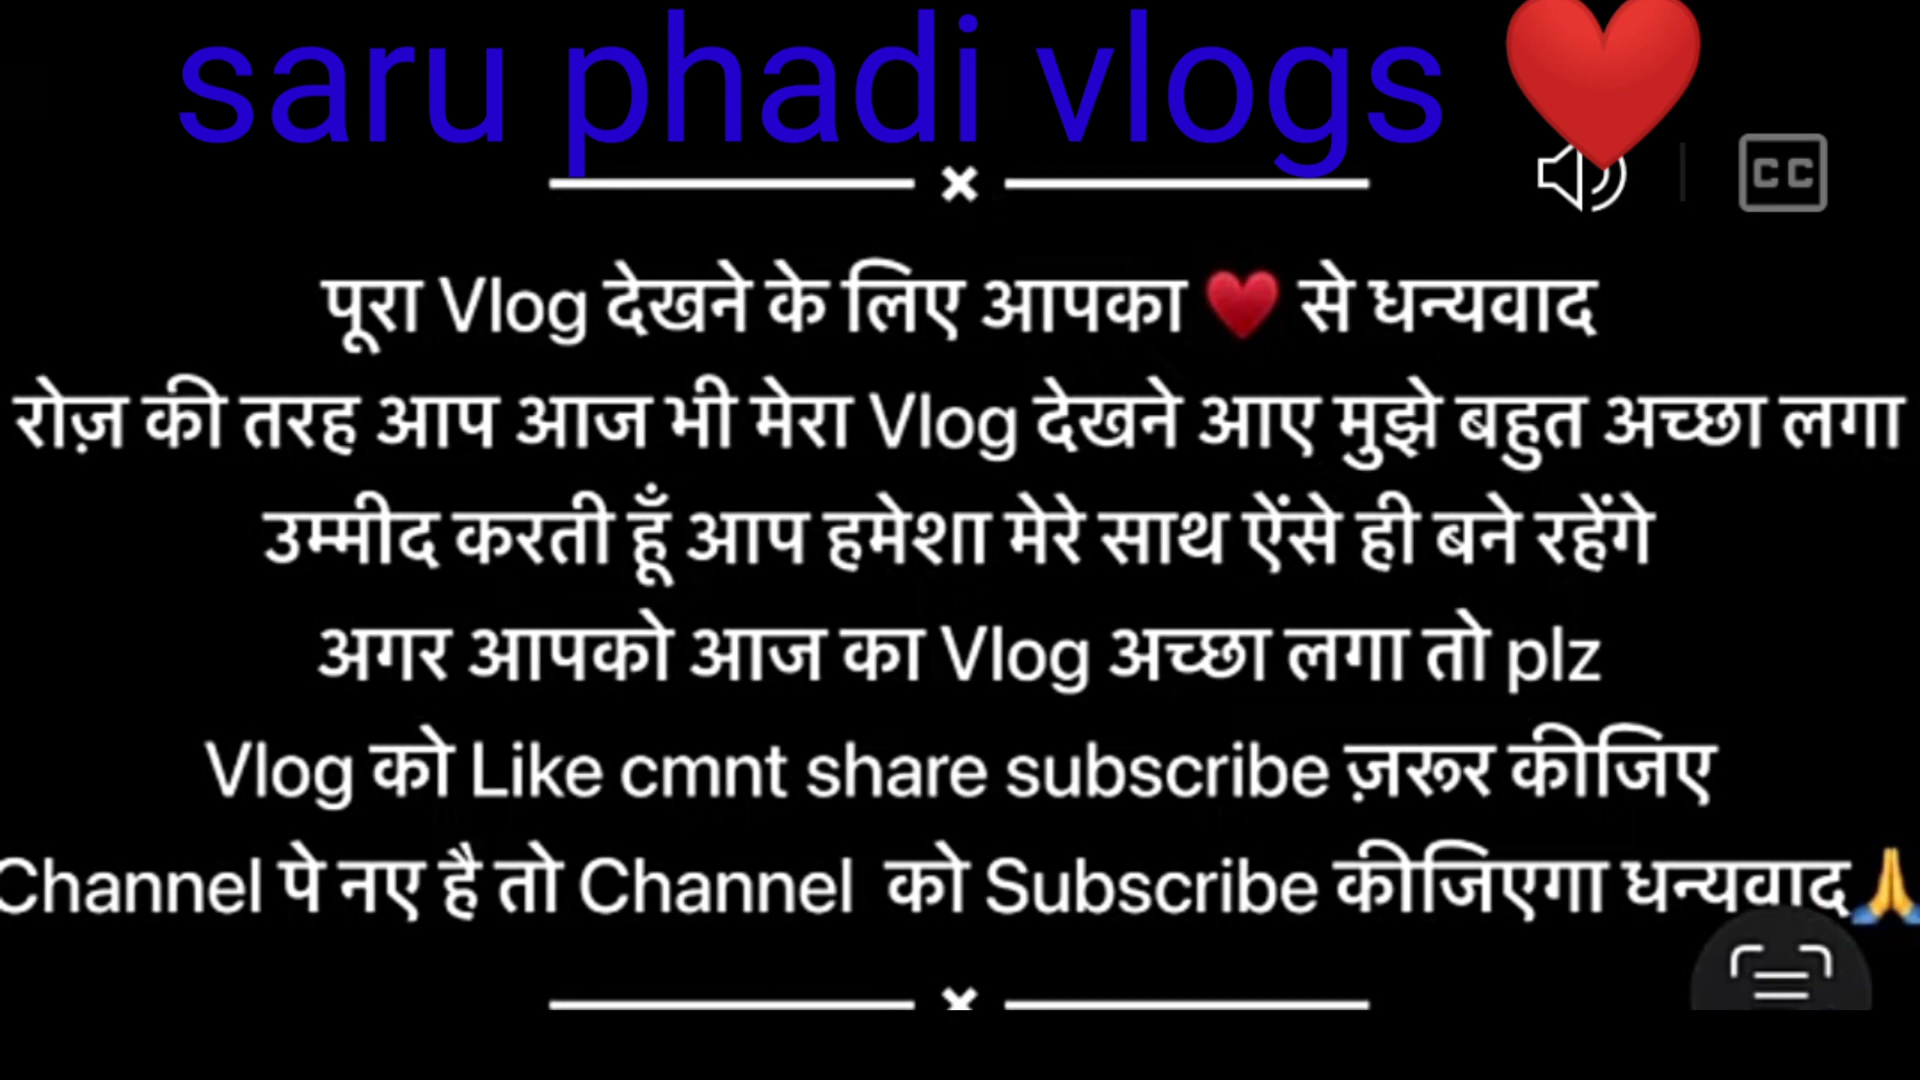 saru phadi vlogs ❤️
CC
पूरा Vlog देखने के लिए आपका ♥️ से धन्यवाद
रोज़ की तरह आप आज भी मेरा Vlog देखने आए मुझे बहुत अच्छा लगा
उम्मीद करती हूँ आप हमेशा मेरे साथ ऐंसे ही बने रहेंगे
अगर आपको आज का Vlog अच्छा लगा तो plz
Vlog को Like cmnt share subscribe ज़रूर कीजिए
Channel पे नए है तो Channel को Subscribe कीजिएगा धन्यवाद🙏